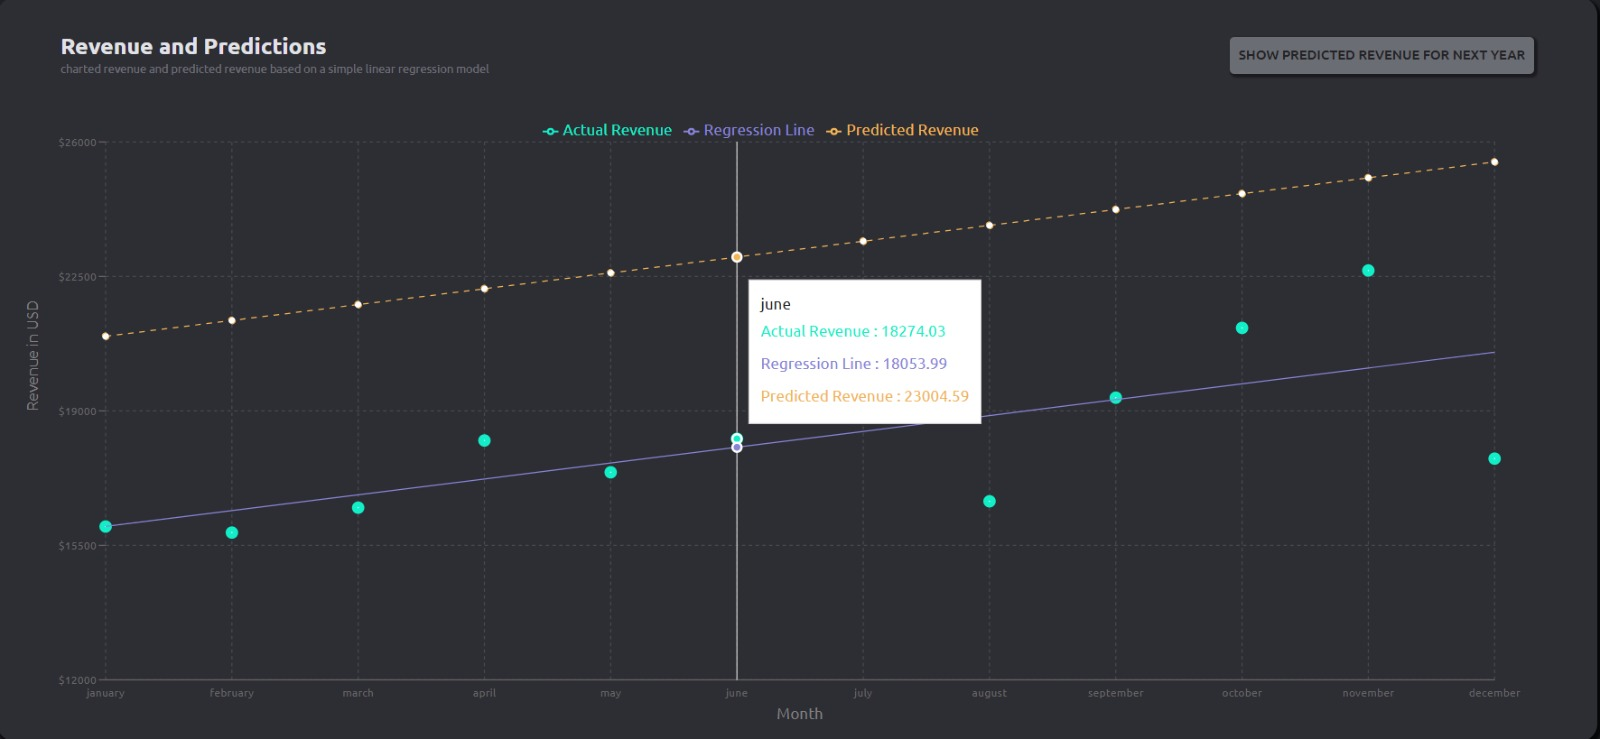 Revenue and Predictions
charted revenue and predicted revenue based on a simple linear regression model
SHOW PREDICTED REVENUE FOR NEXT YEAR
Actual Revenue Regression Line Predicted Revenue
$26000
$22500
$19000
$15500
$12000
Revenue in USD
june
Actual Revenue : 18274.03
Regression Line : 18053.99
Predicted Revenue : 23004.59
january february march april may june july august september october november december
Month